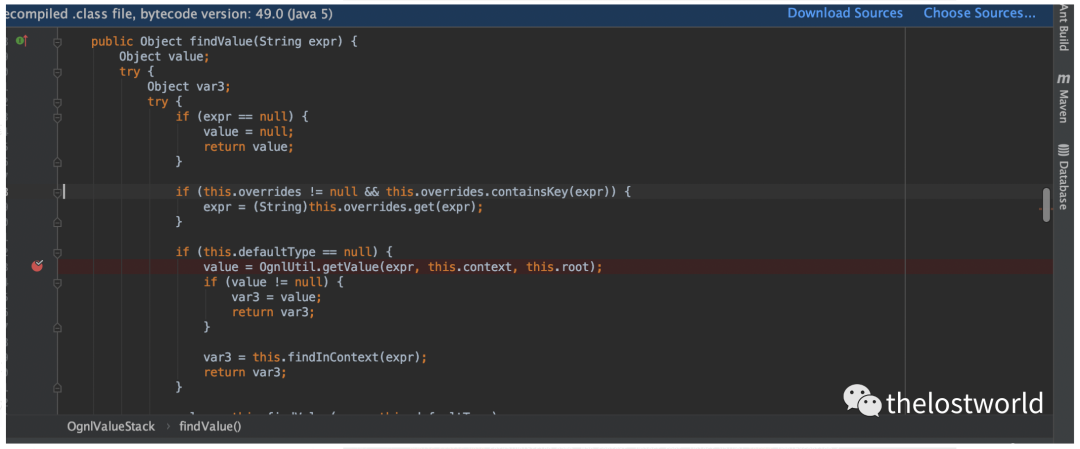 ecompiled .class file, bytecode version: 49.0 (Java 5)
Download Sources
Choose Sources...
Ant Build
Maven
Database
public Object findValue(String expr) {
Object value;
try {
Object var3;
try {
if (expr == null) {
value = null;
return value;
}
if (this.overrides != null && this.overrides.containsKey(expr)) {
expr = (String)this.overrides.get(expr);
}
if (this.defaultType == null) {
value = OgnlUtil.getValue(expr, this.context, this.root);
if (value != null) {
var3 = value;
return var3;
}
var3 = this.findInContext(expr);
return var3;
}
thelostworld
OgnlValueStack › findValue()